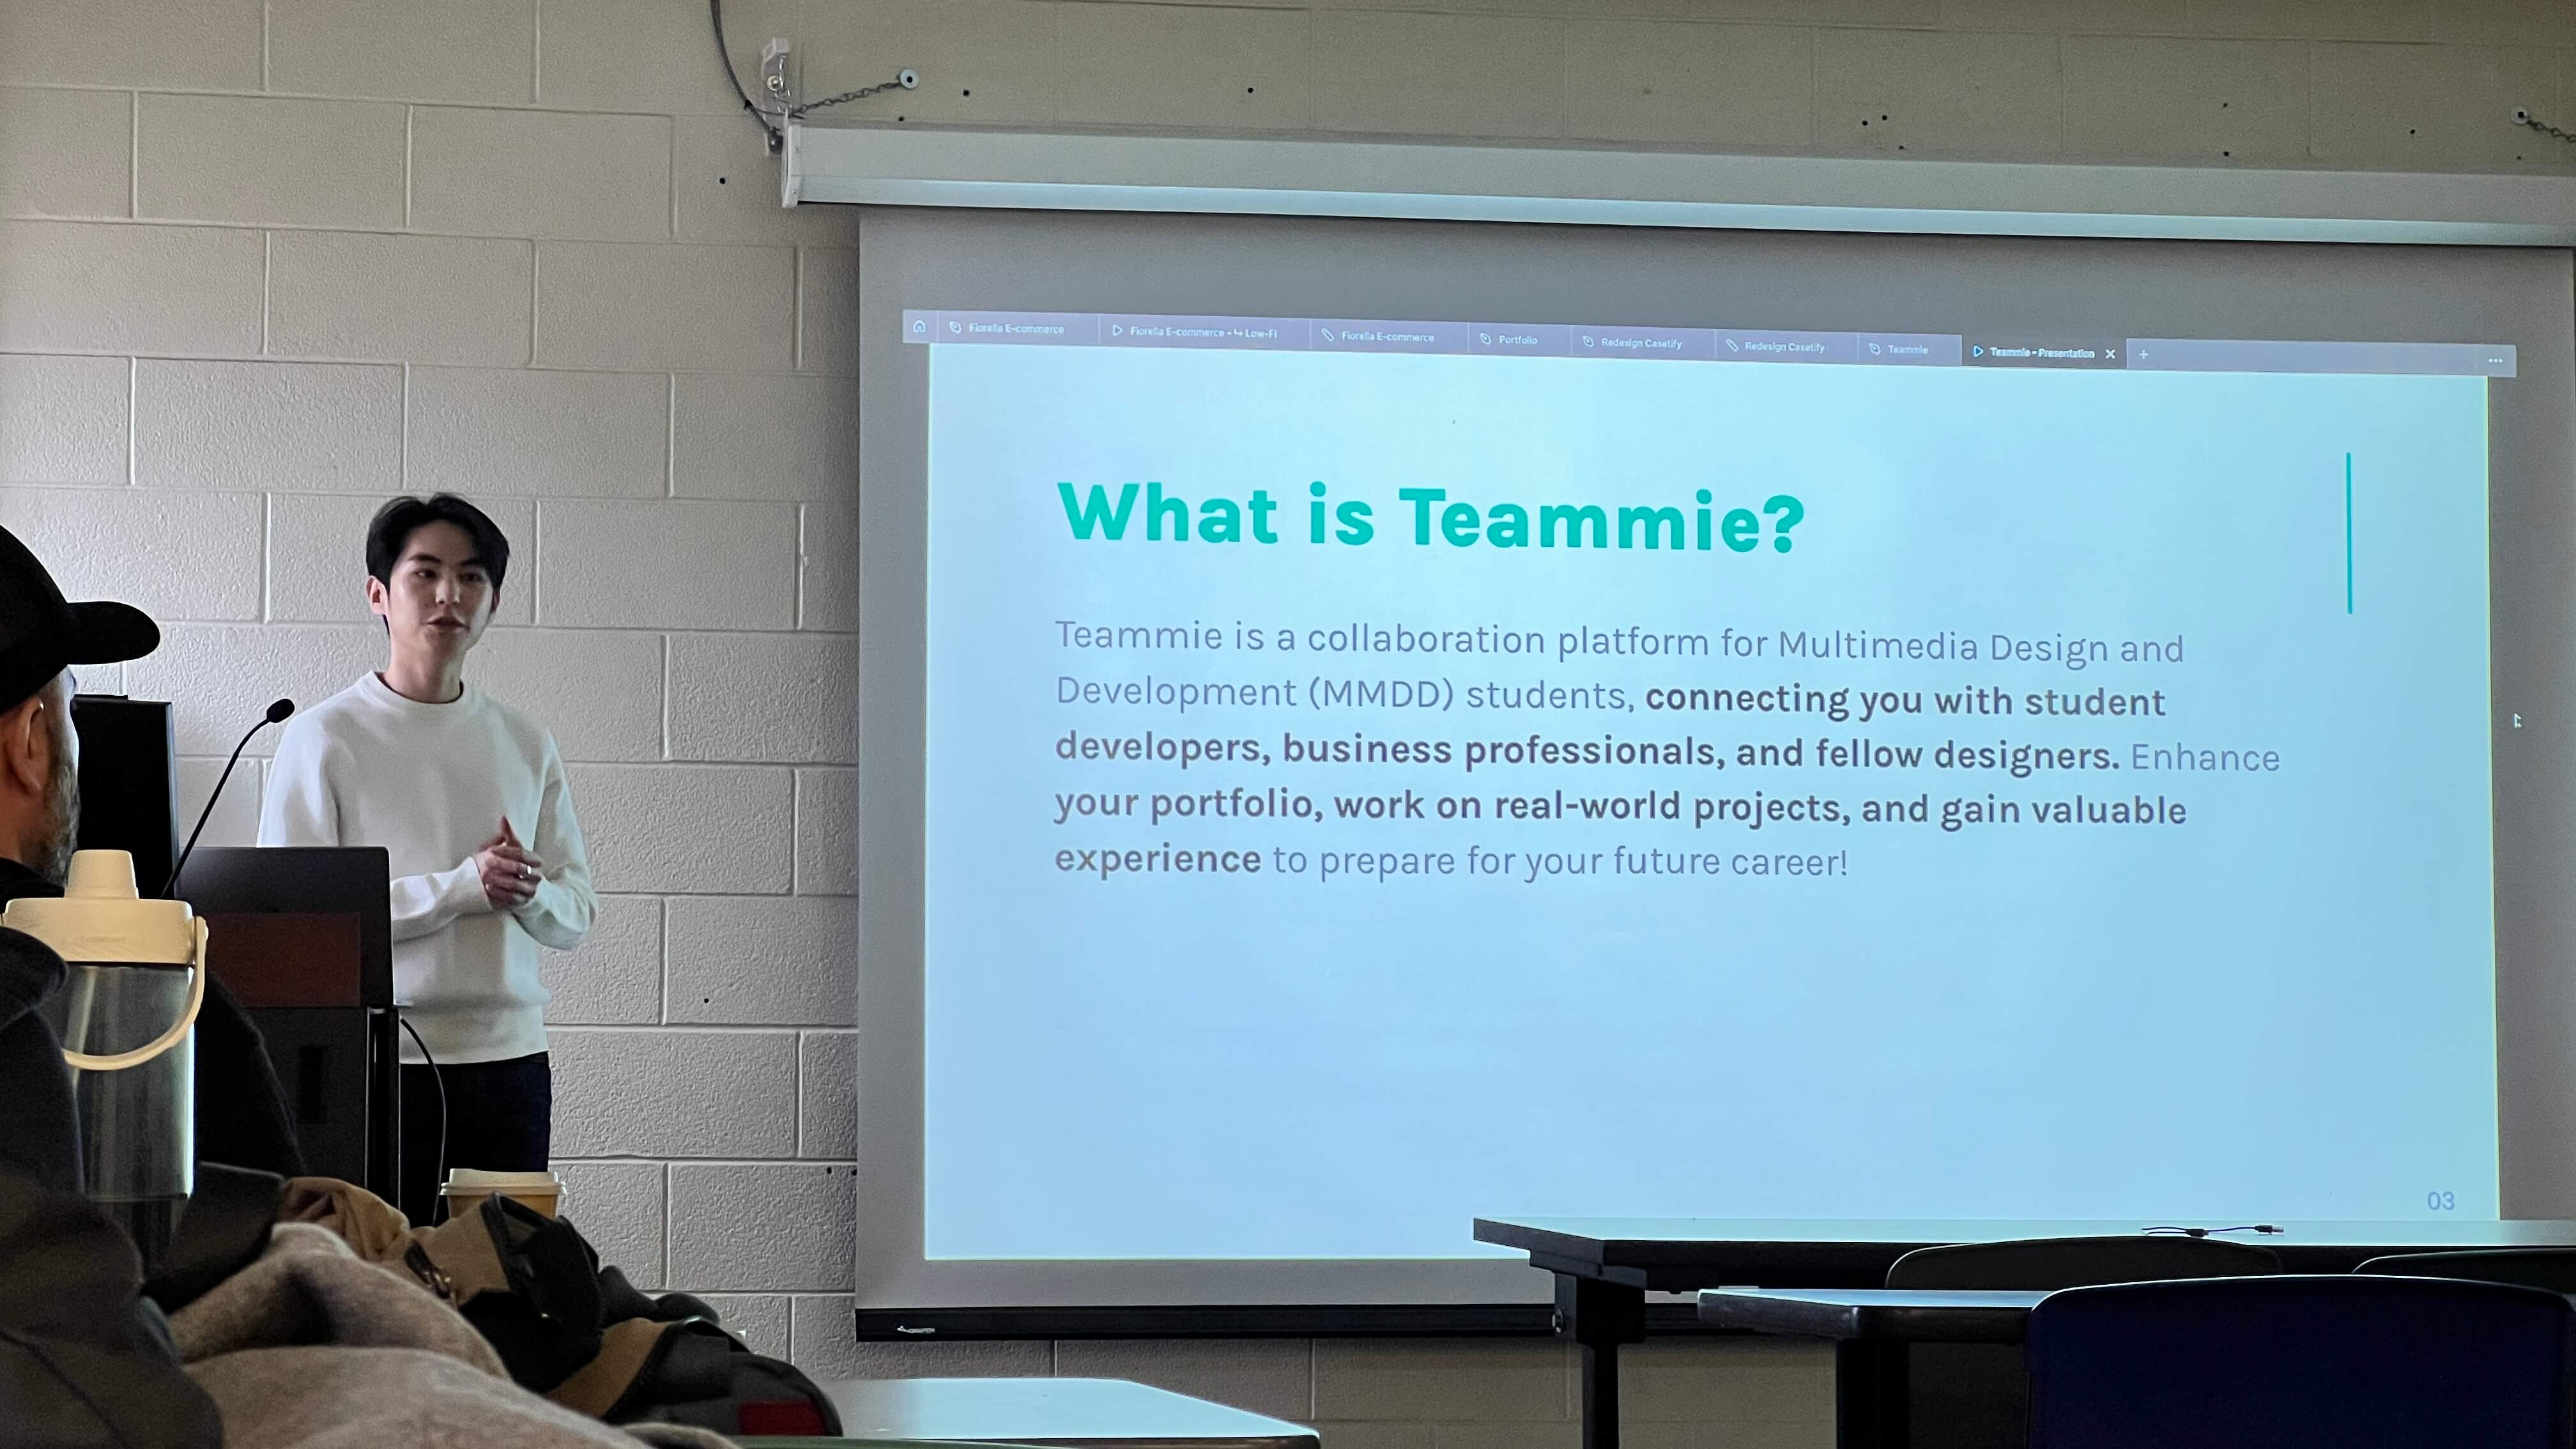 Fiorella E-commerce
Fiorella E-commerce - ↳ Low-Fi
Fiorella E-commerce
Portfolio
Redesign Casetify
Redesign Casetify
Teammie
Teammie - Presentation
What is Teammie?
Teammie is a collaboration platform for Multimedia Design and
Development (MMDD) students, connecting you with student
developers, business professionals, and fellow designers. Enhance
your portfolio, work on real-world projects, and gain valuable
experience to prepare for your future career!
03